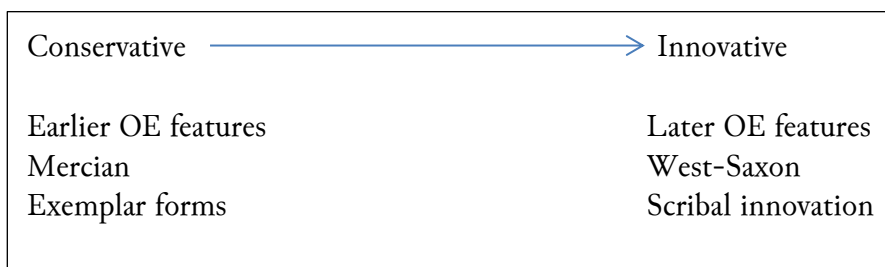 Conservative Innovative
Earlier OE features Later OE features
Mercian West-Saxon
Exemplar forms Scribal innovation